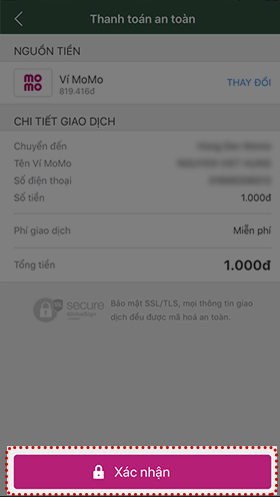 Thanh toán an toàn
NGUỒN TIỀN
mo
mo
Ví MoMo
819.416đ
THAY ĐỔI
CHI TIẾT GIAO DỊCH
Chuyển đến
Tên Ví MoMo
Số điện thoại
Số tiền 1.000đ
Phí giao dịch Miễn phí
Tổng tiền 1.000đ
secure
GlobalSign
Bảo mật SSL/TLS, mọi thông tin giao
dịch đều được mã hoá an toàn.
Xác nhận